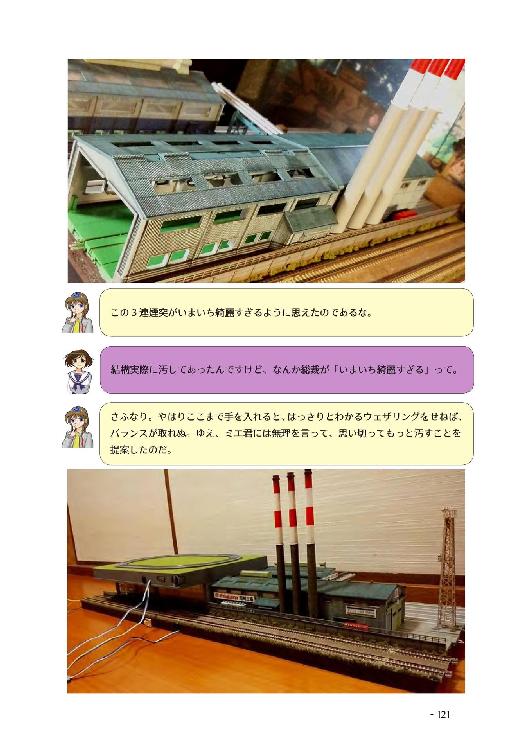 この３連煙突がいまいち綺麗すぎるように思えたのであるな。
結構実際に汚してあったんですけど、なんか総裁が「いまいち綺麗すぎる」って。
さふなり。やはりここまで手を入れると、はっきりとわかるウェザリングをせねば、
バランスが取れぬ。ゆえ、ミエ君には無理を言って、思い切ってもっと汚すことを
提案したのだ。
- 121